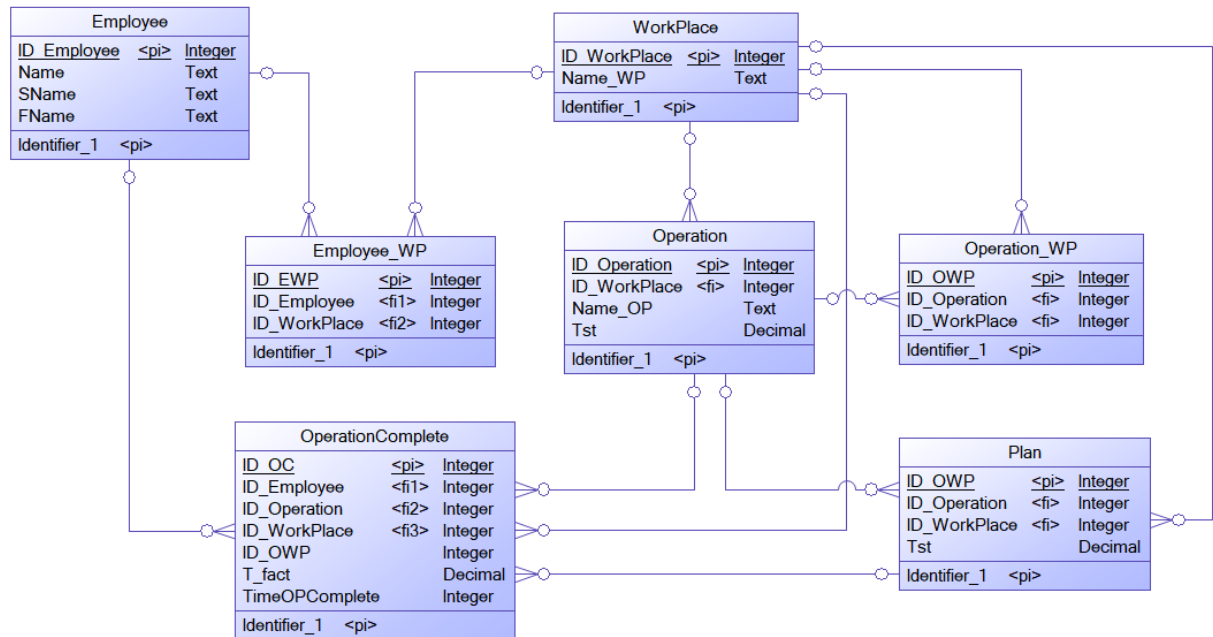 Employee
ID_Employee <pi> Integer
Name Text
SName Text
FName Text
Identifier_1 <pi>
WorkPlace
ID_WorkPlace <pi> Integer
Name_WP Text
Identifier_1 <pi>
Employee_WP
ID_EWP <pi> Integer
ID_Employee <fi1> Integer
ID_WorkPlace <fi2> Integer
Identifier_1 <pi>
Operation
ID_Operation <pi> Integer
ID_WorkPlace <fi> Integer
Name_OP Text
Tst Decimal
Identifier_1 <pi>
Operation_WP
ID_OWP <pi> Integer
ID_Operation <fi> Integer
ID_WorkPlace <fi> Integer
Identifier_1 <pi>
OperationComplete
ID_OC <pi> Integer
ID_Employee <fi1> Integer
ID_Operation <fi2> Integer
ID_WorkPlace <fi3> Integer
ID_OWP Integer
T_fact Decimal
TimeOPComplete Integer
Identifier_1 <pi>
Plan
ID_OWP <pi> Integer
ID_Operation <fi> Integer
ID_WorkPlace <fi> Integer
Tst Decimal
Identifier_1 <pi>